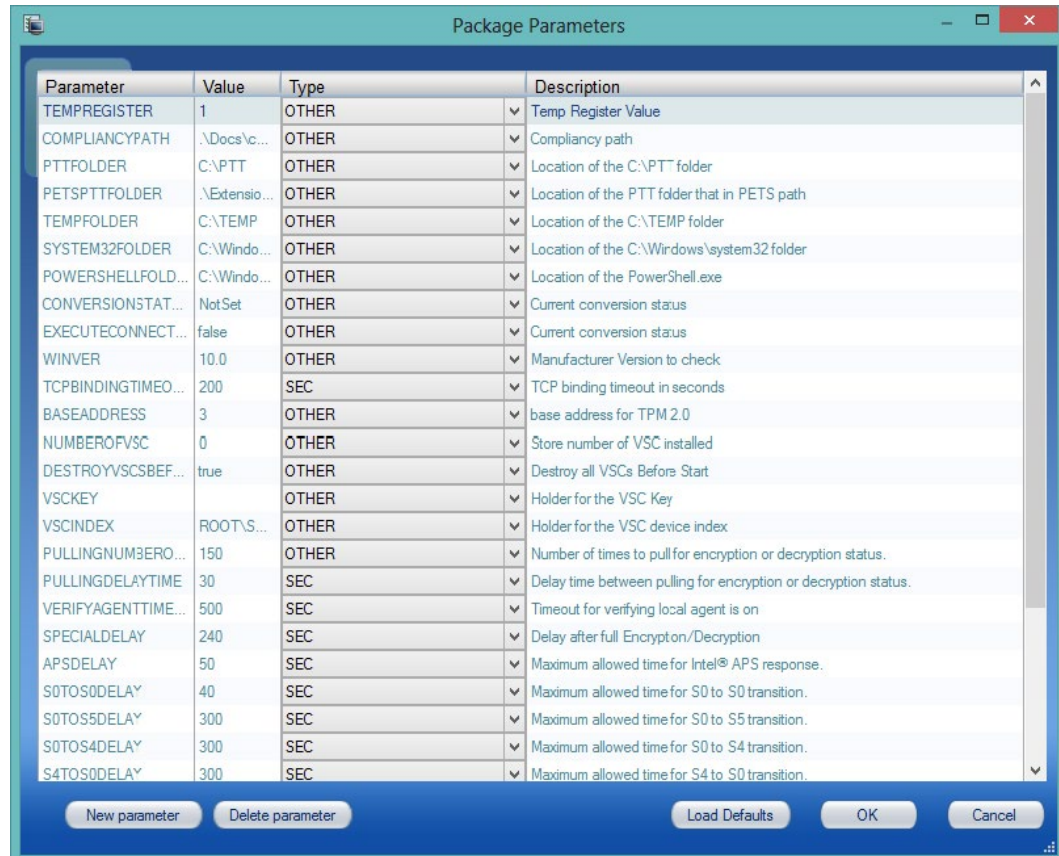 Package Parameters
Parameter Value Type Description
TEMPREGISTER 1 OTHER Temp Register Value
COMPLIANCYPATH .\Docs\c... OTHER Compliancy path
PTTFOLDER C:\PTT OTHER Location of the C:\PTT folder
PETSPTTFOLDER .\Extensio... OTHER Location of the PTT folder that in PETS path
TEMPFOLDER C:\TEMP OTHER Location of the C:\TEMP folder
SYSTEM32FOLDER C:\Windo... OTHER Location of the C:\Windows\system32 folder
POWERSHELLFOLD... C:\Windo... OTHER Location of the PowerShell.exe
CONVERSIONSTAT... NotSet OTHER Current conversion status
EXECUTECONNECT... false OTHER Current conversion status
WINVER 10.0 OTHER Manufacturer Version to check
TCPBINDINGTIMEO... 200 SEC TCP binding timeout in seconds
BASEADDRESS 3 OTHER base address for TPM 2.0
NUMBEROFVSC 0 OTHER Store number of VSC installed
DESTROYVSCSBEF... true OTHER Destroy all VSCs Before Start
VSCKEY OTHER Holder for the VSC Key
VSCINDEX ROOT\S... OTHER Holder for the VSC device index
PULLINGNUMBERO... 150 OTHER Number of times to pull for encryption or decryption status.
PULLINGDELAYTIME 30 SEC Delay time between pulling for encryption or decryption status.
VERIFYAGENTTIME... 500 SEC Timeout for verifying local agent is on
SPECIALDELAY 240 SEC Delay after full Encrypton/Decryption
APSDELAY 50 SEC Maximum allowed time for Intel® APS response.
S0TOS0DELAY 40 SEC Maximum allowed time for S0 to S0 transition.
S0TOS5DELAY 300 SEC Maximum allowed time for S0 to S5 transition.
S0TOS4DELAY 300 SEC Maximum allowed time for S0 to S4 transition.
S4TOS0DELAY 300 SEC Maximum allowed time for S4 to S0 transition.
New parameter Delete parameter Load Defaults OK Cancel